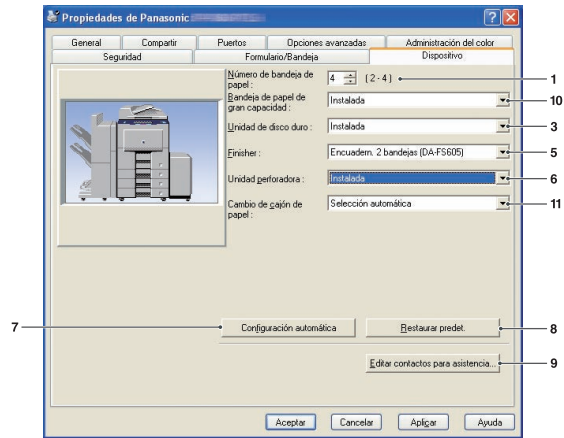 Propiedades de Panasonic
General Compartir Puertos Opciones avanzadas Administración del color
Seguridad Formulario/Bandeja Dispositivo
Número de bandeja de papel : 4 (2 - 4) 1
Bandeja de papel de gran capacidad : Instalada 10
Unidad de disco duro : Instalada 3
Finisher : Encuadern. 2 bandejas (DA-FS605) 5
Unidad perforadora : Instalada 6
Cambio de cajón de papel : Selección automática 11
7 Configuración automática Restaurar predet. 8
Editar contactos para asistencia... 9
Aceptar Cancelar Aplicar Ayuda